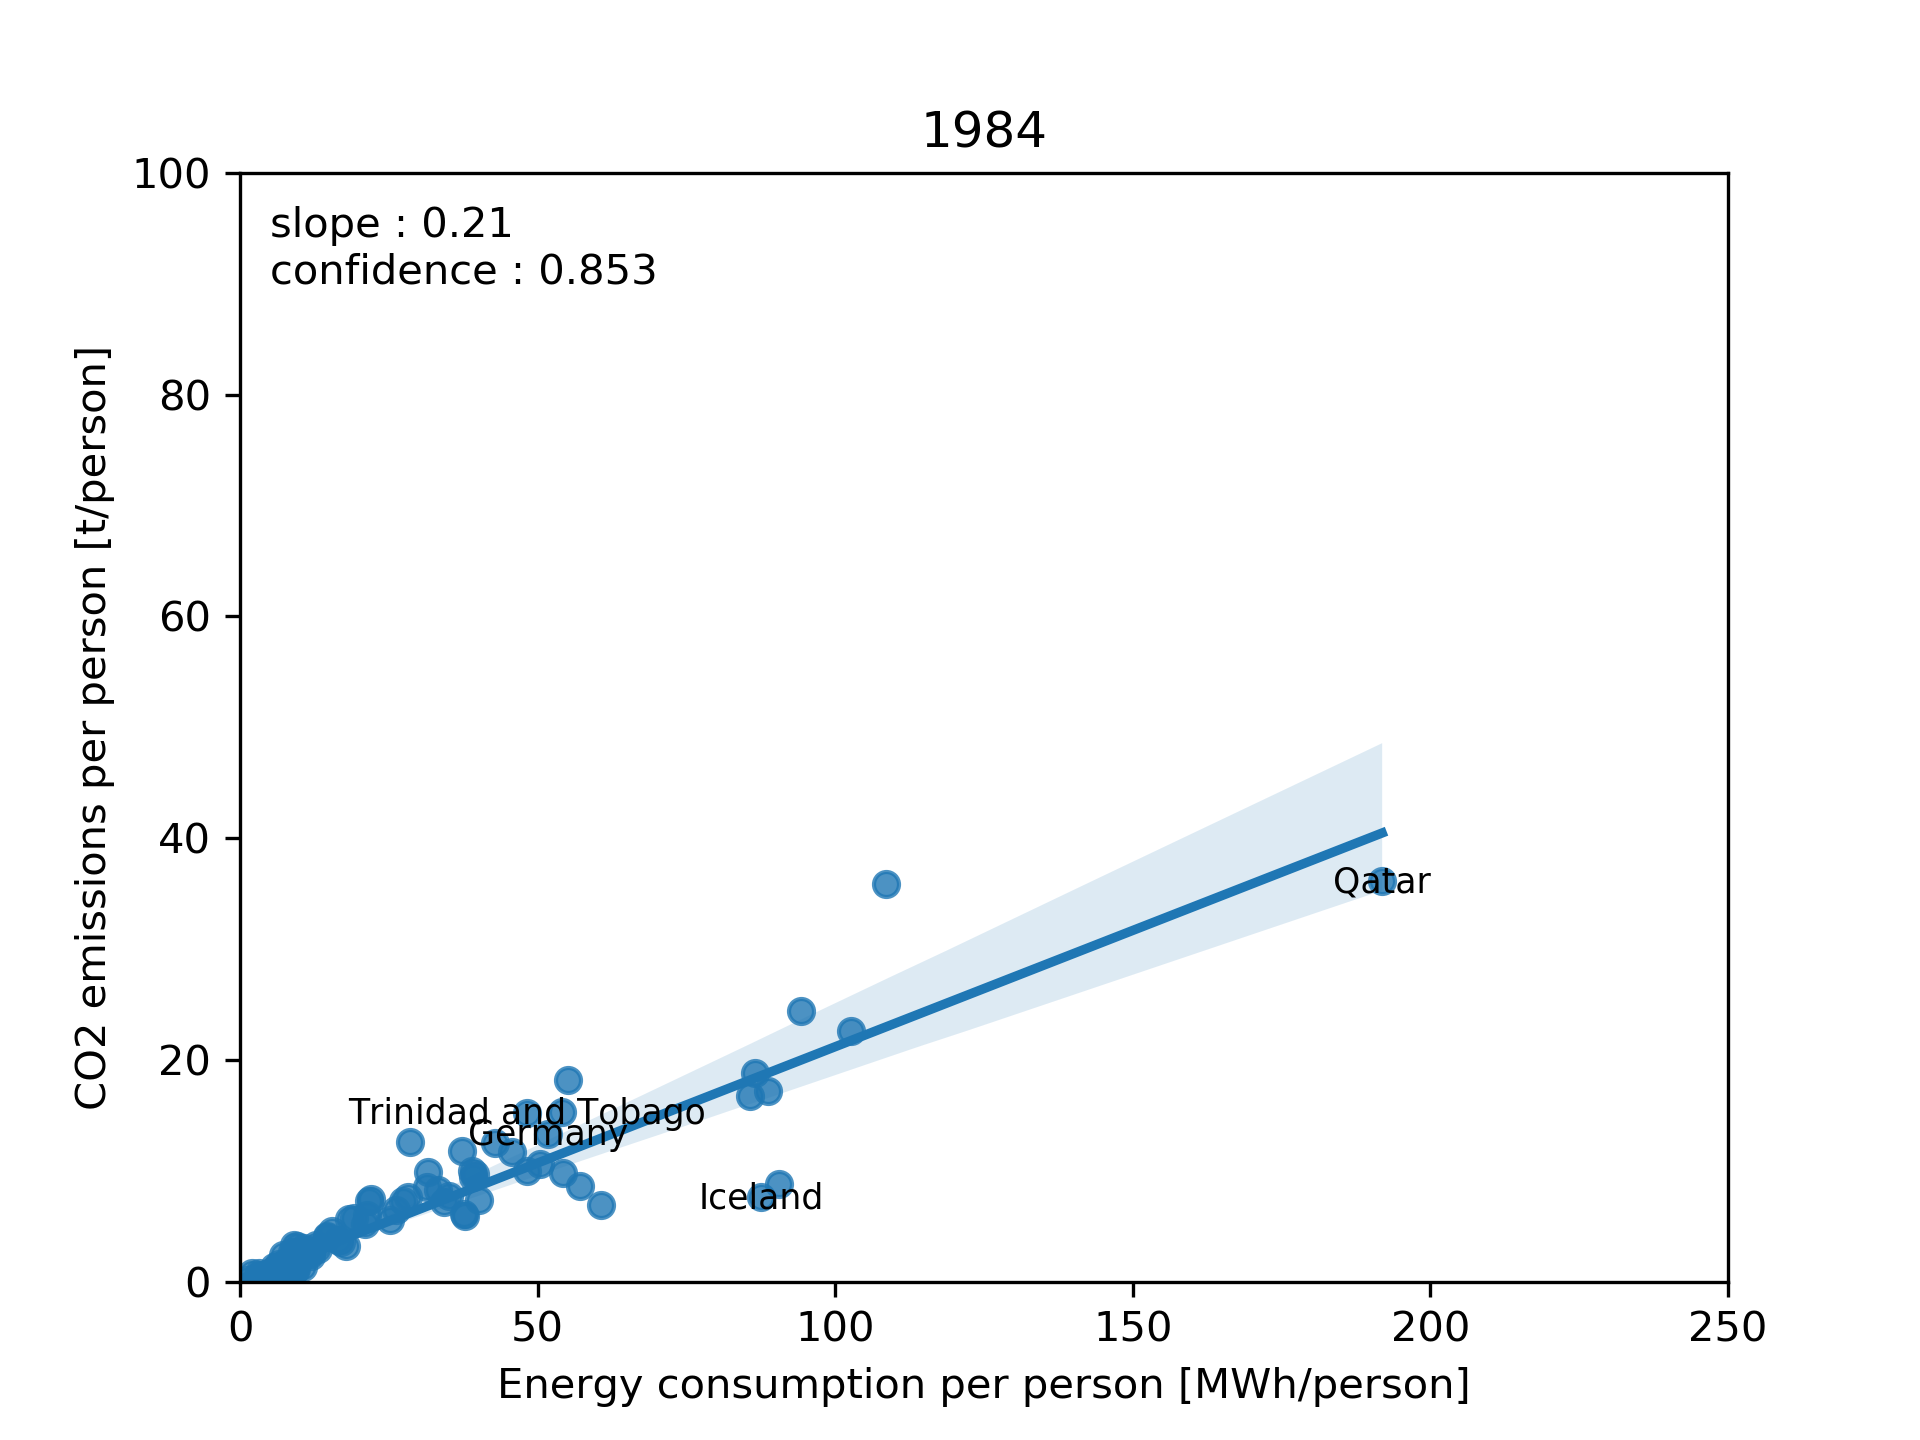 1984
slope : 0.21
confidence : 0.853
CO2 emissions per person [t/person]
100
80
60
40
20
0
Qatar
Trinidad and Tobago
Germany
Iceland
0 50 100 150 200 250
Energy consumption per person [MWh/person]